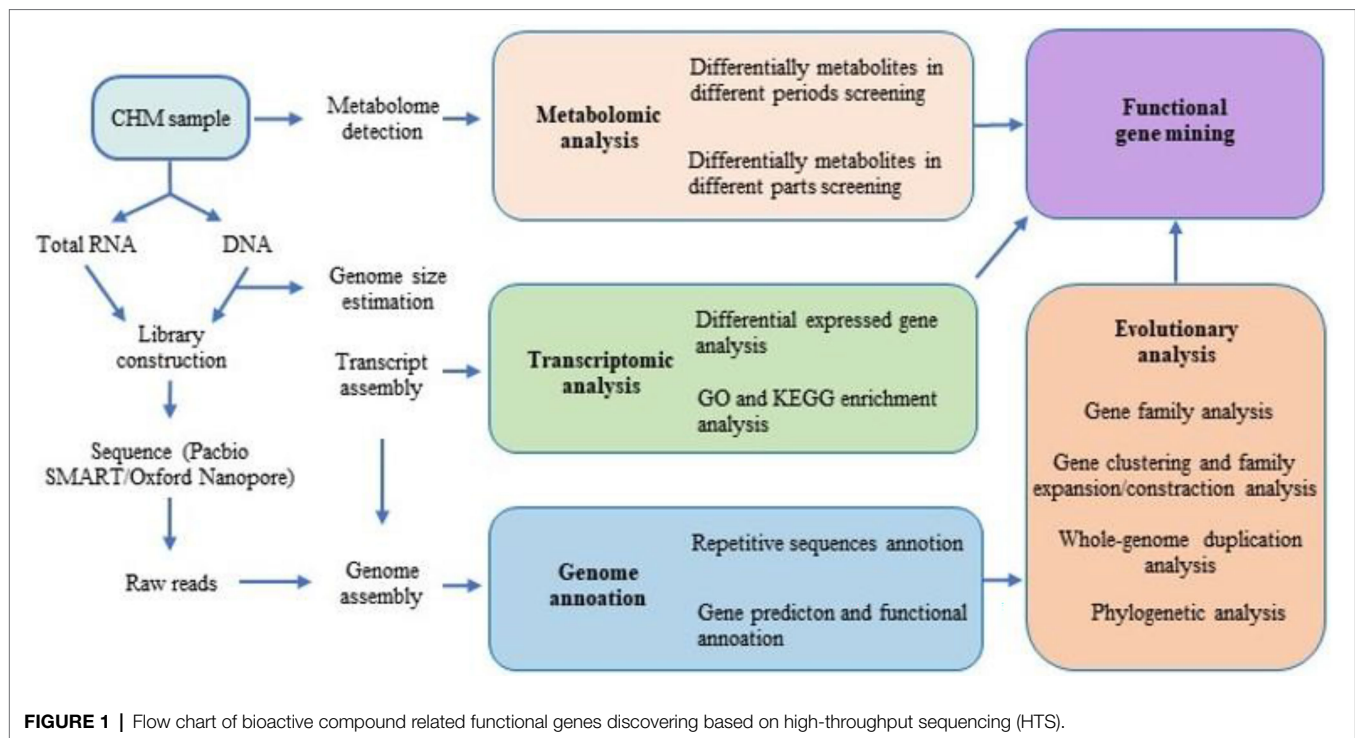 CHM sample
Metabolome
detection
Metabolomic
analysis
Differentially metabolites in
different periods screening
Differentially metabolites in
different parts screening
Functional
gene mining
Total RNA
DNA
Genome size
estimation
Library
construction
Transcript
assembly
Transcriptomic
analysis
Differential expressed gene
analysis
GO and KEGG enrichment
analysis
Evolutionary
analysis
Gene family analysis
Gene clustering and family
expansion/constraction analysis
Whole-genome duplication
analysis
Phylogenetic analysis
Sequence (Pacbio
SMART/Oxford Nanopore)
Raw reads
Genome
assembly
Genome
annoation
Repetitive sequences annotion
Gene predicton and functional
annoation
FIGURE 1 | Flow chart of bioactive compound related functional genes discovering based on high-throughput sequencing (HTS).